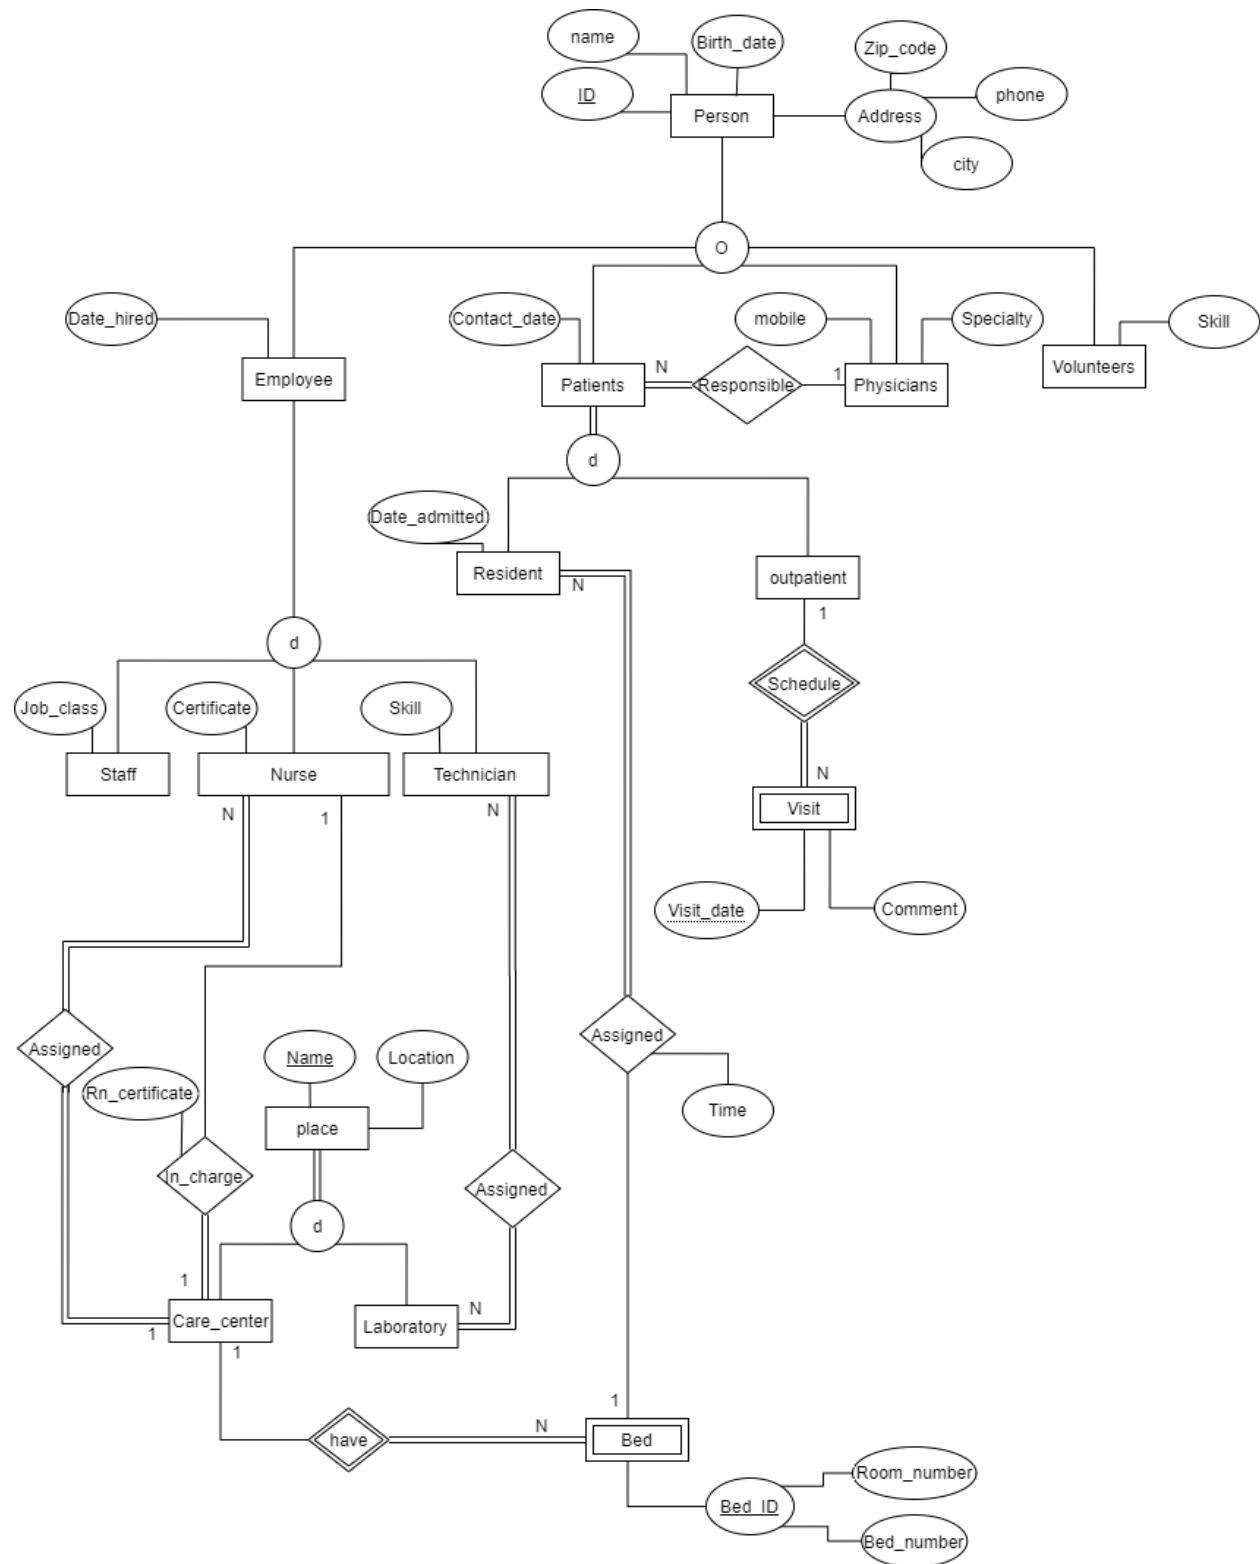 name
Birth_date
Zip_code
ID
Person
Address
phone
city
O
Date_hired
Contact_date
mobile
Specialty
Skill
Employee
Patients
N
Responsible
1
Physicians
Volunteers
d
Date_admitted
Resident
N
outpatient
1
d
Schedule
Job_class
Certificate
Skill
Staff
Nurse
Technician
N
1
N
N
Visit
Visit_date
Comment
Assigned
Assigned
Name
Location
Rn_certificate
Time
place
In_charge
Assigned
d
1
Care_center
N
Laboratory
1
1
1
have
N
Bed
Room_number
Bed_ID
Bed_number